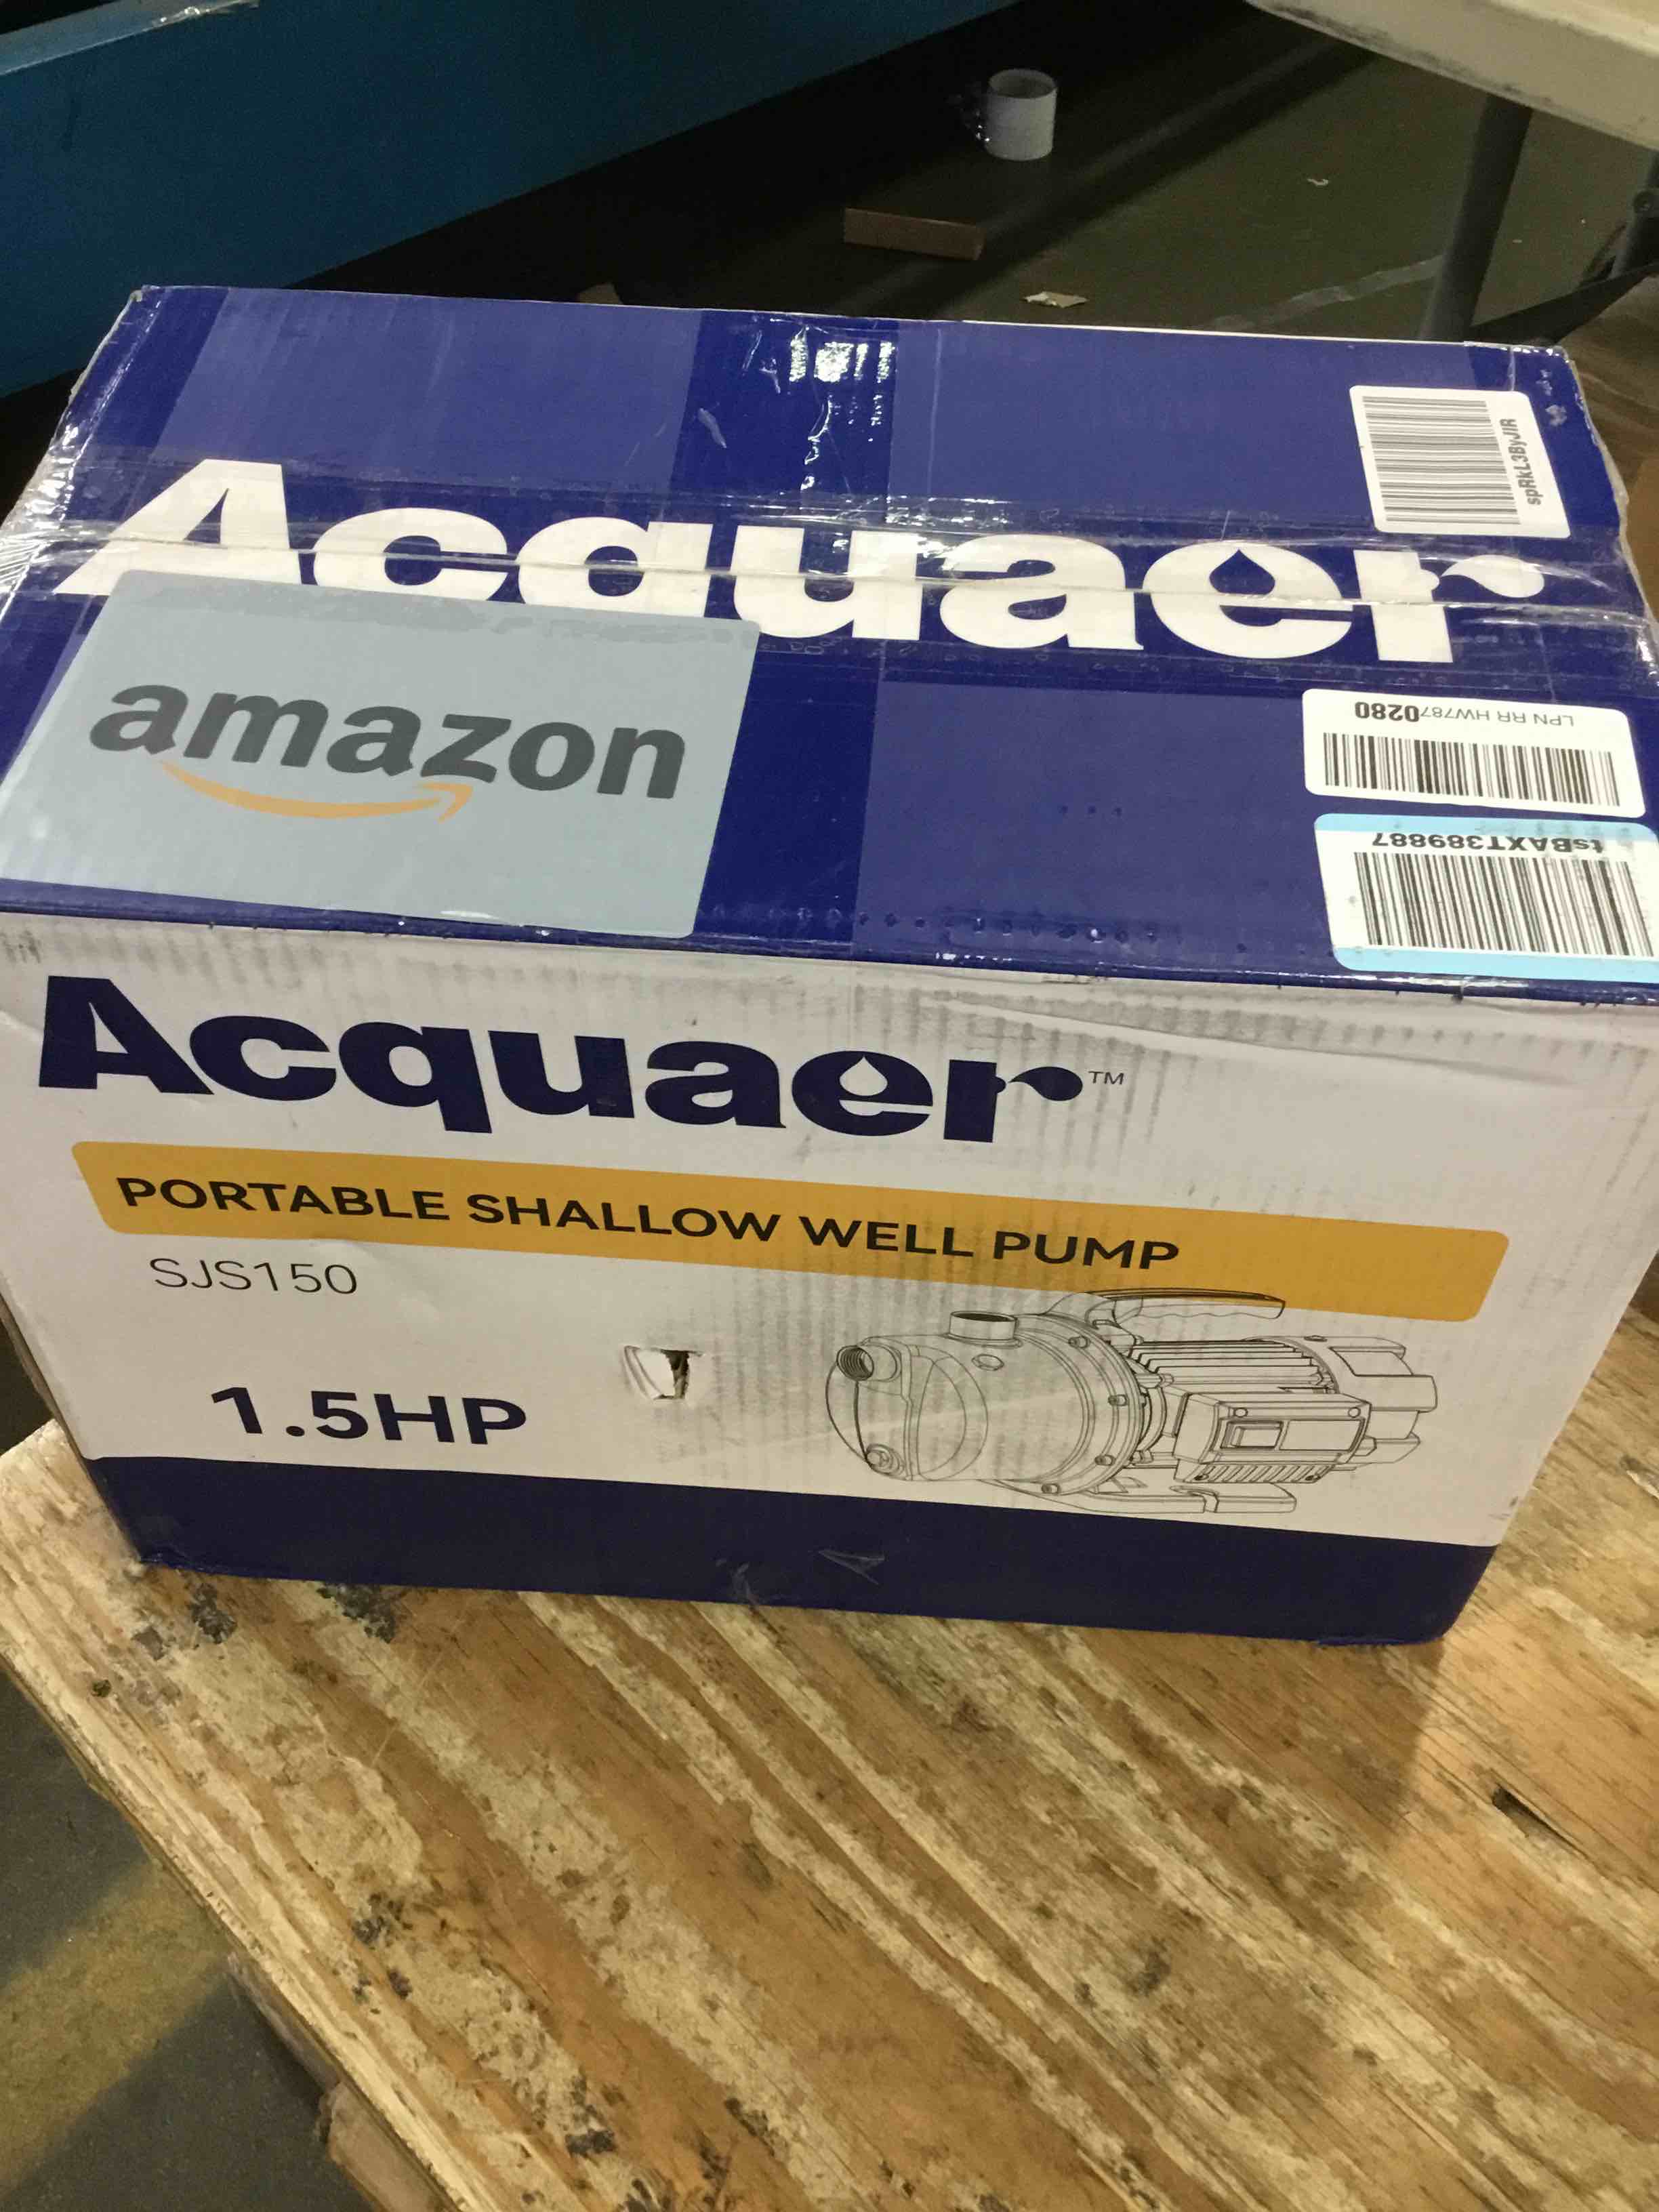 Acquaer
spRkL3ByJIR
amazon
LPN RR HW7870280
tsBAXT389887
Acquaer™
PORTABLE SHALLOW WELL PUMP
SJS150
1.5HP